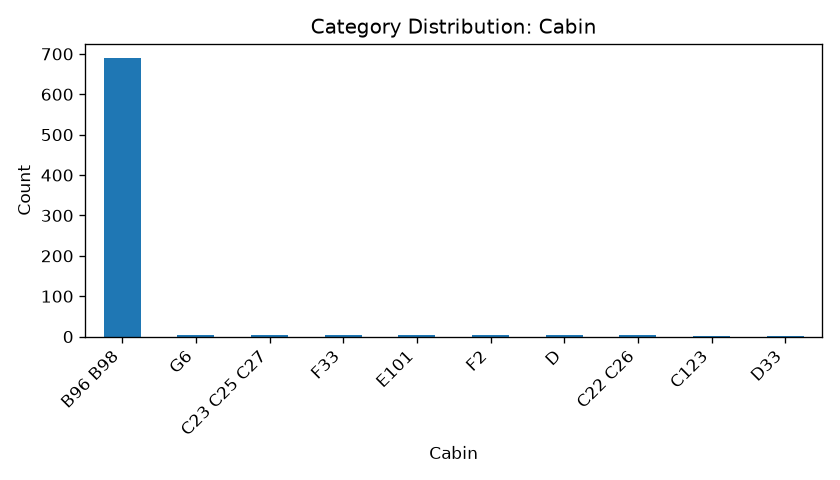 Category Distribution: Cabin
700
600
500
400
300
200
100
0
Count
B96 B98
G6
C23 C25 C27
F33
E101
F2
D
C22 C26
C123
D33
Cabin